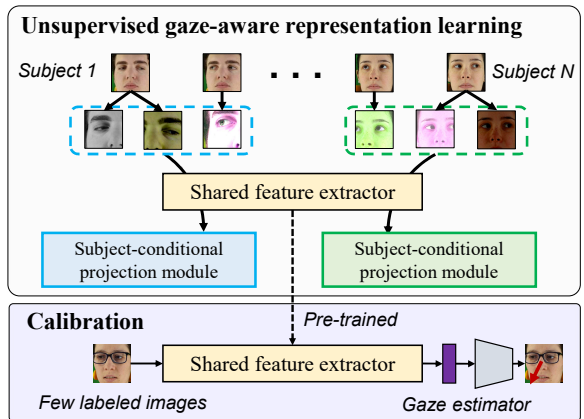 Unsupervised gaze-aware representation learning
Subject 1
. . .
Subject N
Shared feature extractor
Subject-conditional
projection module
Subject-conditional
projection module
Calibration
Pre-trained
Shared feature extractor
Few labeled images
Gaze estimator